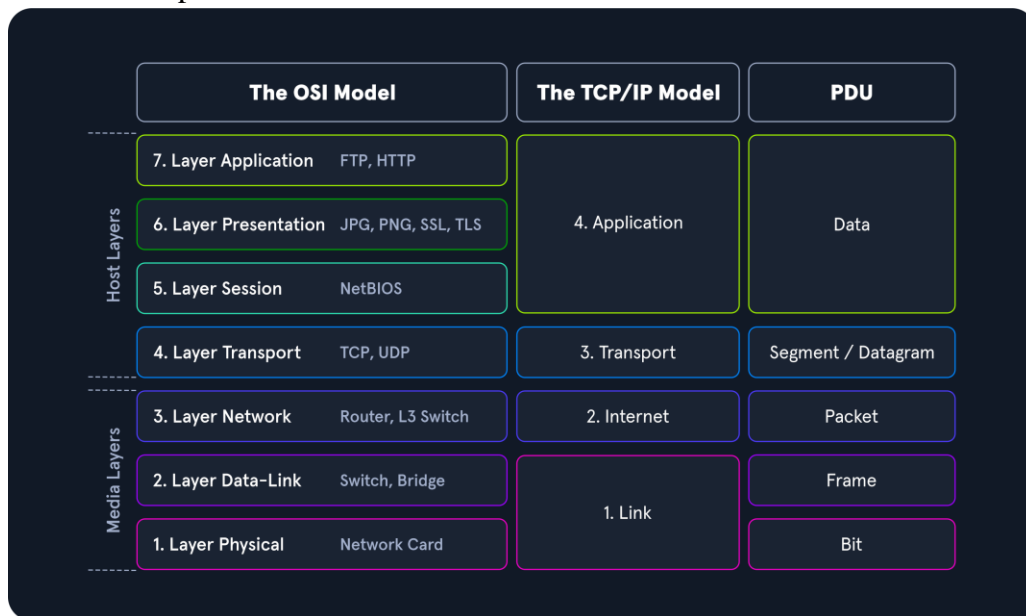 The OSI Model
The TCP/IP Model
PDU
Host Layers
7. Layer Application FTP, HTTP
6. Layer Presentation JPG, PNG, SSL, TLS
5. Layer Session NetBIOS
4. Application
Data
4. Layer Transport TCP, UDP
3. Transport
Segment / Datagram
Media Layers
3. Layer Network Router, L3 Switch
2. Internet
Packet
2. Layer Data-Link Switch, Bridge
Frame
1. Link
1. Layer Physical Network Card
Bit